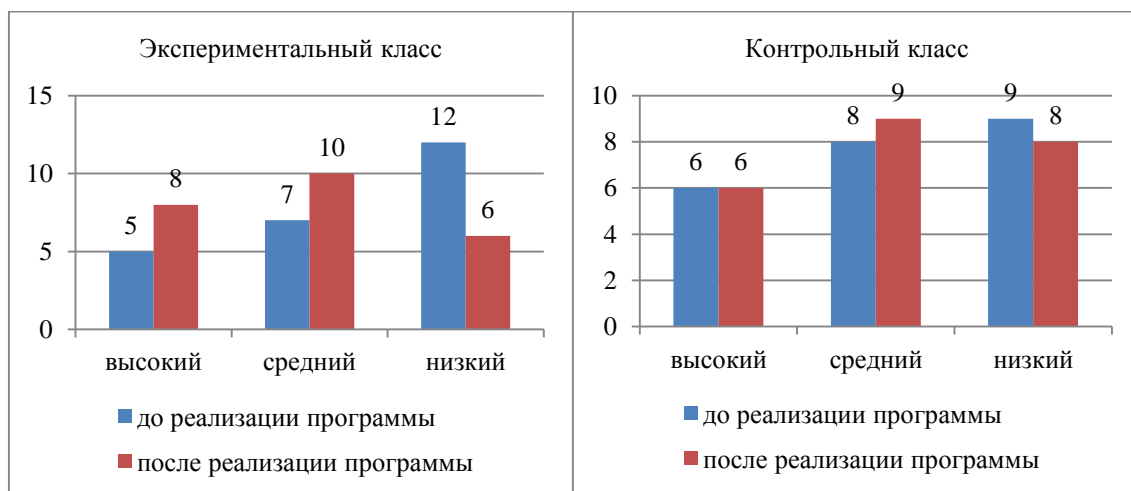 Экспериментальный класс
15
10
5
0
5
8
7
10
12
6
высокий
средний
низкий
до реализации программы
после реализации программы
Контрольный класс
10
8
6
4
2
0
6
6
8
9
9
8
высокий
средний
низкий
до реализации программы
после реализации программы